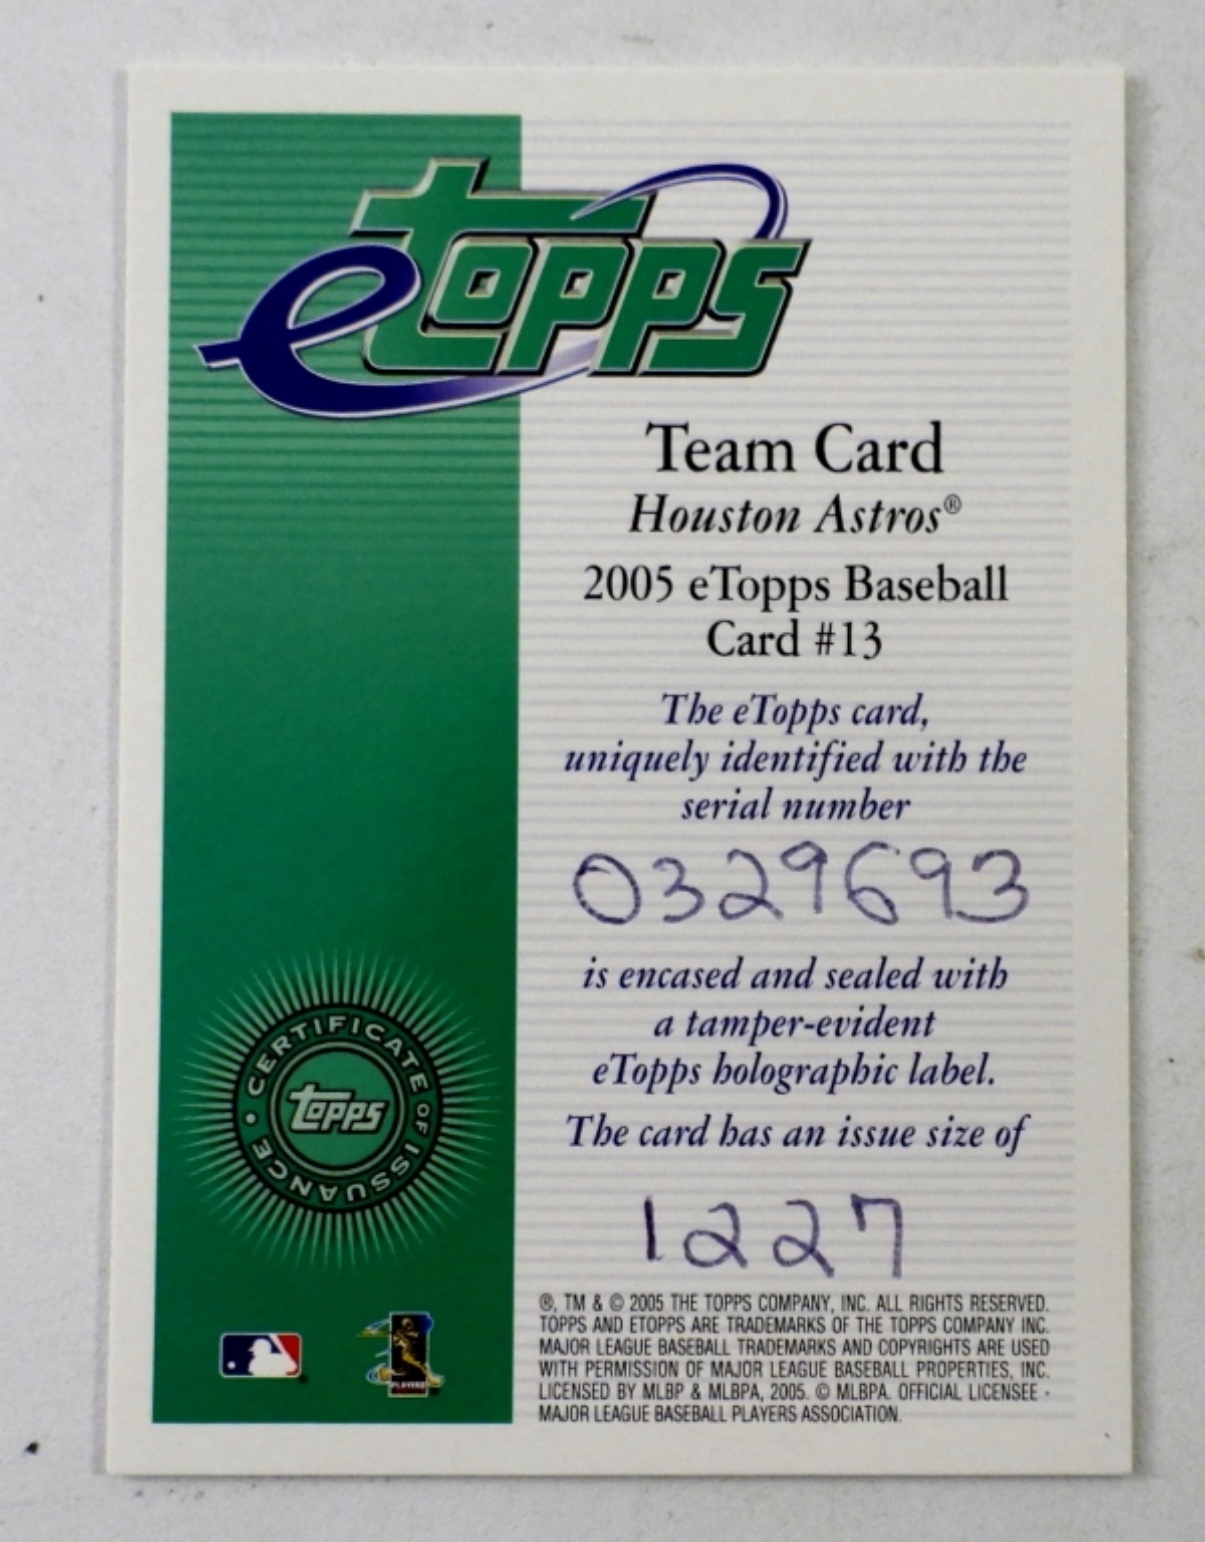 eTopps
Team Card
Houston Astros®
2005 eTopps Baseball
Card #13
The eTopps card,
uniquely identified with the
serial number
0329693
is encased and sealed with
a tamper-evident
eTopps holographic label.
The card has an issue size of
1227
CERTIFICATE OF ISSUANCE •
Topps
PLAYERS
®, TM & © 2005 THE TOPPS COMPANY, INC. ALL RIGHTS RESERVED.
TOPPS AND ETOPPS ARE TRADEMARKS OF THE TOPPS COMPANY INC.
MAJOR LEAGUE BASEBALL TRADEMARKS AND COPYRIGHTS ARE USED
WITH PERMISSION OF MAJOR LEAGUE BASEBALL PROPERTIES, INC.
LICENSED BY MLBP & MLBPA, 2005. © MLBPA. OFFICIAL LICENSEE -
MAJOR LEAGUE BASEBALL PLAYERS ASSOCIATION.